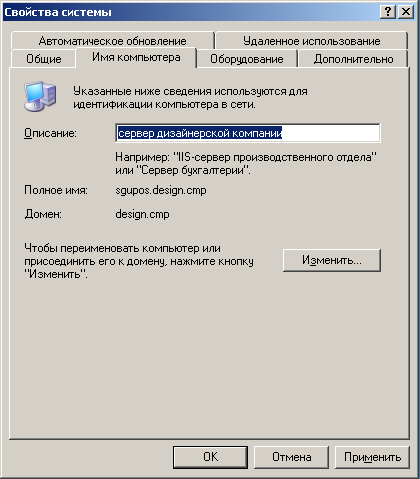 Свойства системы
Автоматическое обновление Удаленное использование
Общие Имя компьютера Оборудование Дополнительно
Указанные ниже сведения используются для
идентификации компьютера в сети.
Описание: сервер дизайнерской компании
Например: "IIS-сервер производственного отдела"
или "Сервер бухгалтерии".
Полное имя: sgupos.design.cmp
Домен: design.cmp
Чтобы переименовать компьютер или
присоединить его к домену, нажмите кнопку
"Изменить".
Изменить...
OK Отмена Применить